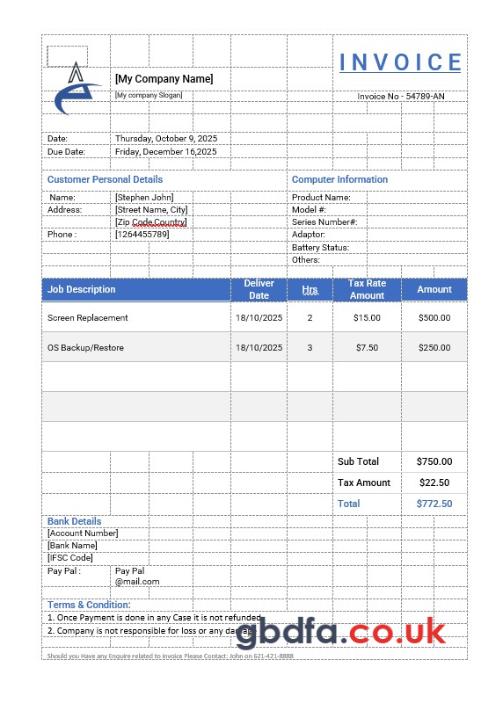 INVOICE
[My Company Name]
[My company Slogan]
Invoice No - 54789-AN
Date: Thursday, October 9, 2025
Due Date: Friday, December 16,2025
Customer Personal Details Computer Information
Name: [Stephen John] Product Name:
Address: [Street Name, City] Model #:
[Zip Code,Country] Series Number#:
Phone : [1264455789] Adaptor:
Battery Status:
Others:
Job Description Deliver Date Hrs Tax Rate Amount Amount
Screen Replacement 18/10/2025 2 $15.00 $500.00
OS Backup/Restore 18/10/2025 3 $7.50 $250.00
Sub Total $750.00
Tax Amount $22.50
Total $772.50
Bank Details
[Account Number]
[Bank Name]
[IFSC Code]
Pay Pal : Pay Pal
@mail.com
Terms & Condition:
1. Once Payment is done in any Case it is not refunded
2. Company is not responsible for loss or any
gbdfa.co.uk
Should you Have any Enquire related to invoice Please Contact: John on 621-421-8888